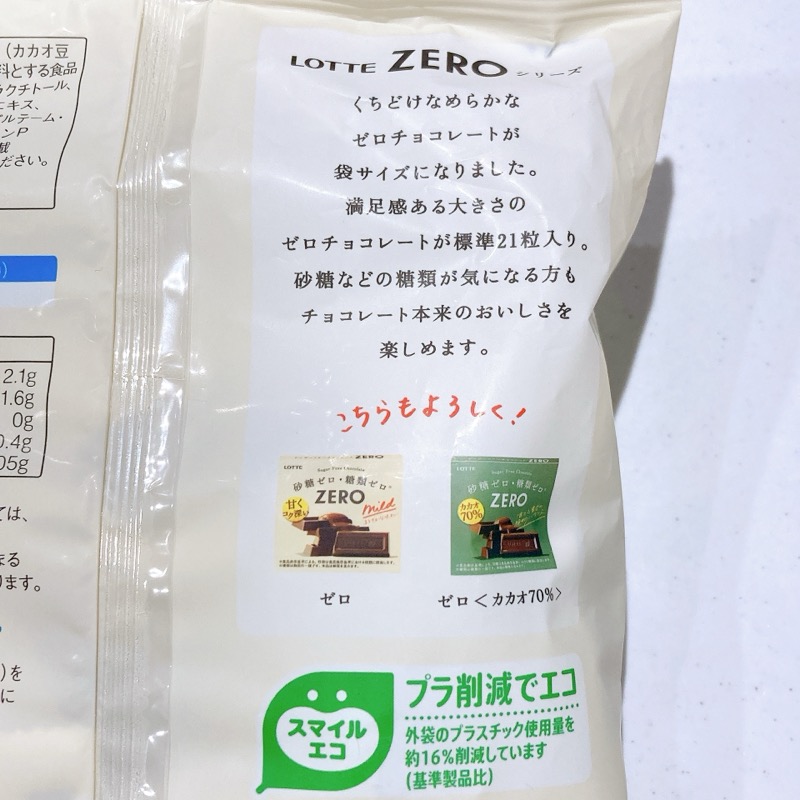 (カカオ豆
料とする食品
ラクチトール、
エキス、
ンP
ださい。
2.1g
1.6g
0g
0.4g
05g
ては、
まる
ります。
)を
に
LOTTE ZERO シリーズ
くちどけなめらかな
ゼロチョコレートが
袋サイズになりました。
満足感ある大きさの
ゼロチョコレートが標準21粒入り。
砂糖などの糖類が気になる方も
チョコレート本来のおいしさを
楽しめます。
こちらもよろしく!
LOTTE
Sugar Free Chocolate
砂糖ゼロ・糖類ゼロ
ZERO
甘く
コク深い
Mild
ゼロ
LOTTE
Sugar Free Chocolate
砂糖ゼロ・糖類ゼロ
ZERO
カカオ
70%
ゼロ<カカオ70%>
スマイル
エコ
プラ削減でエコ
外袋のプラスチック使用量を
約16%削減しています
(基準製品比)